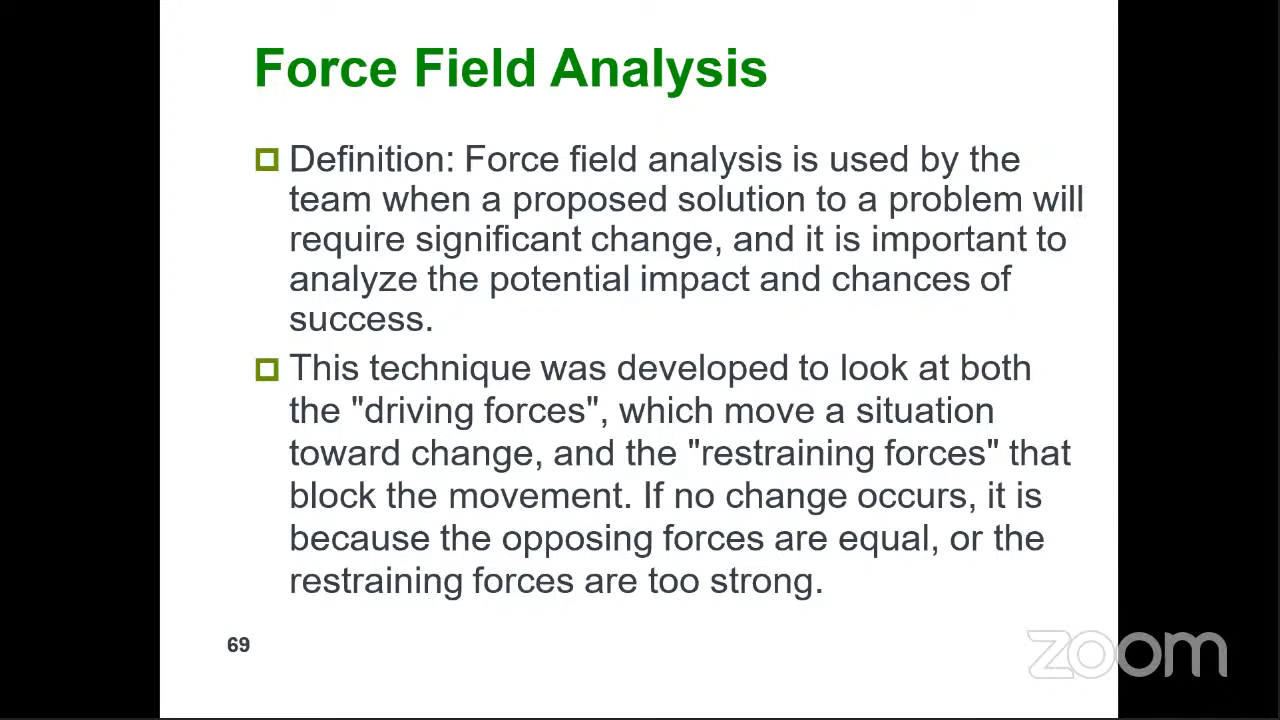 Force Field Analysis
Definition: Force field analysis is used by the
team when a proposed solution to a problem will
require significant change, and it is important to
analyze the potential impact and chances of
success.
This technique was developed to look at both
the "driving forces", which move a situation
toward change, and the "restraining forces" that
block the movement. If no change occurs, it is
because the opposing forces are equal, or the
restraining forces are too strong.
69
zoom